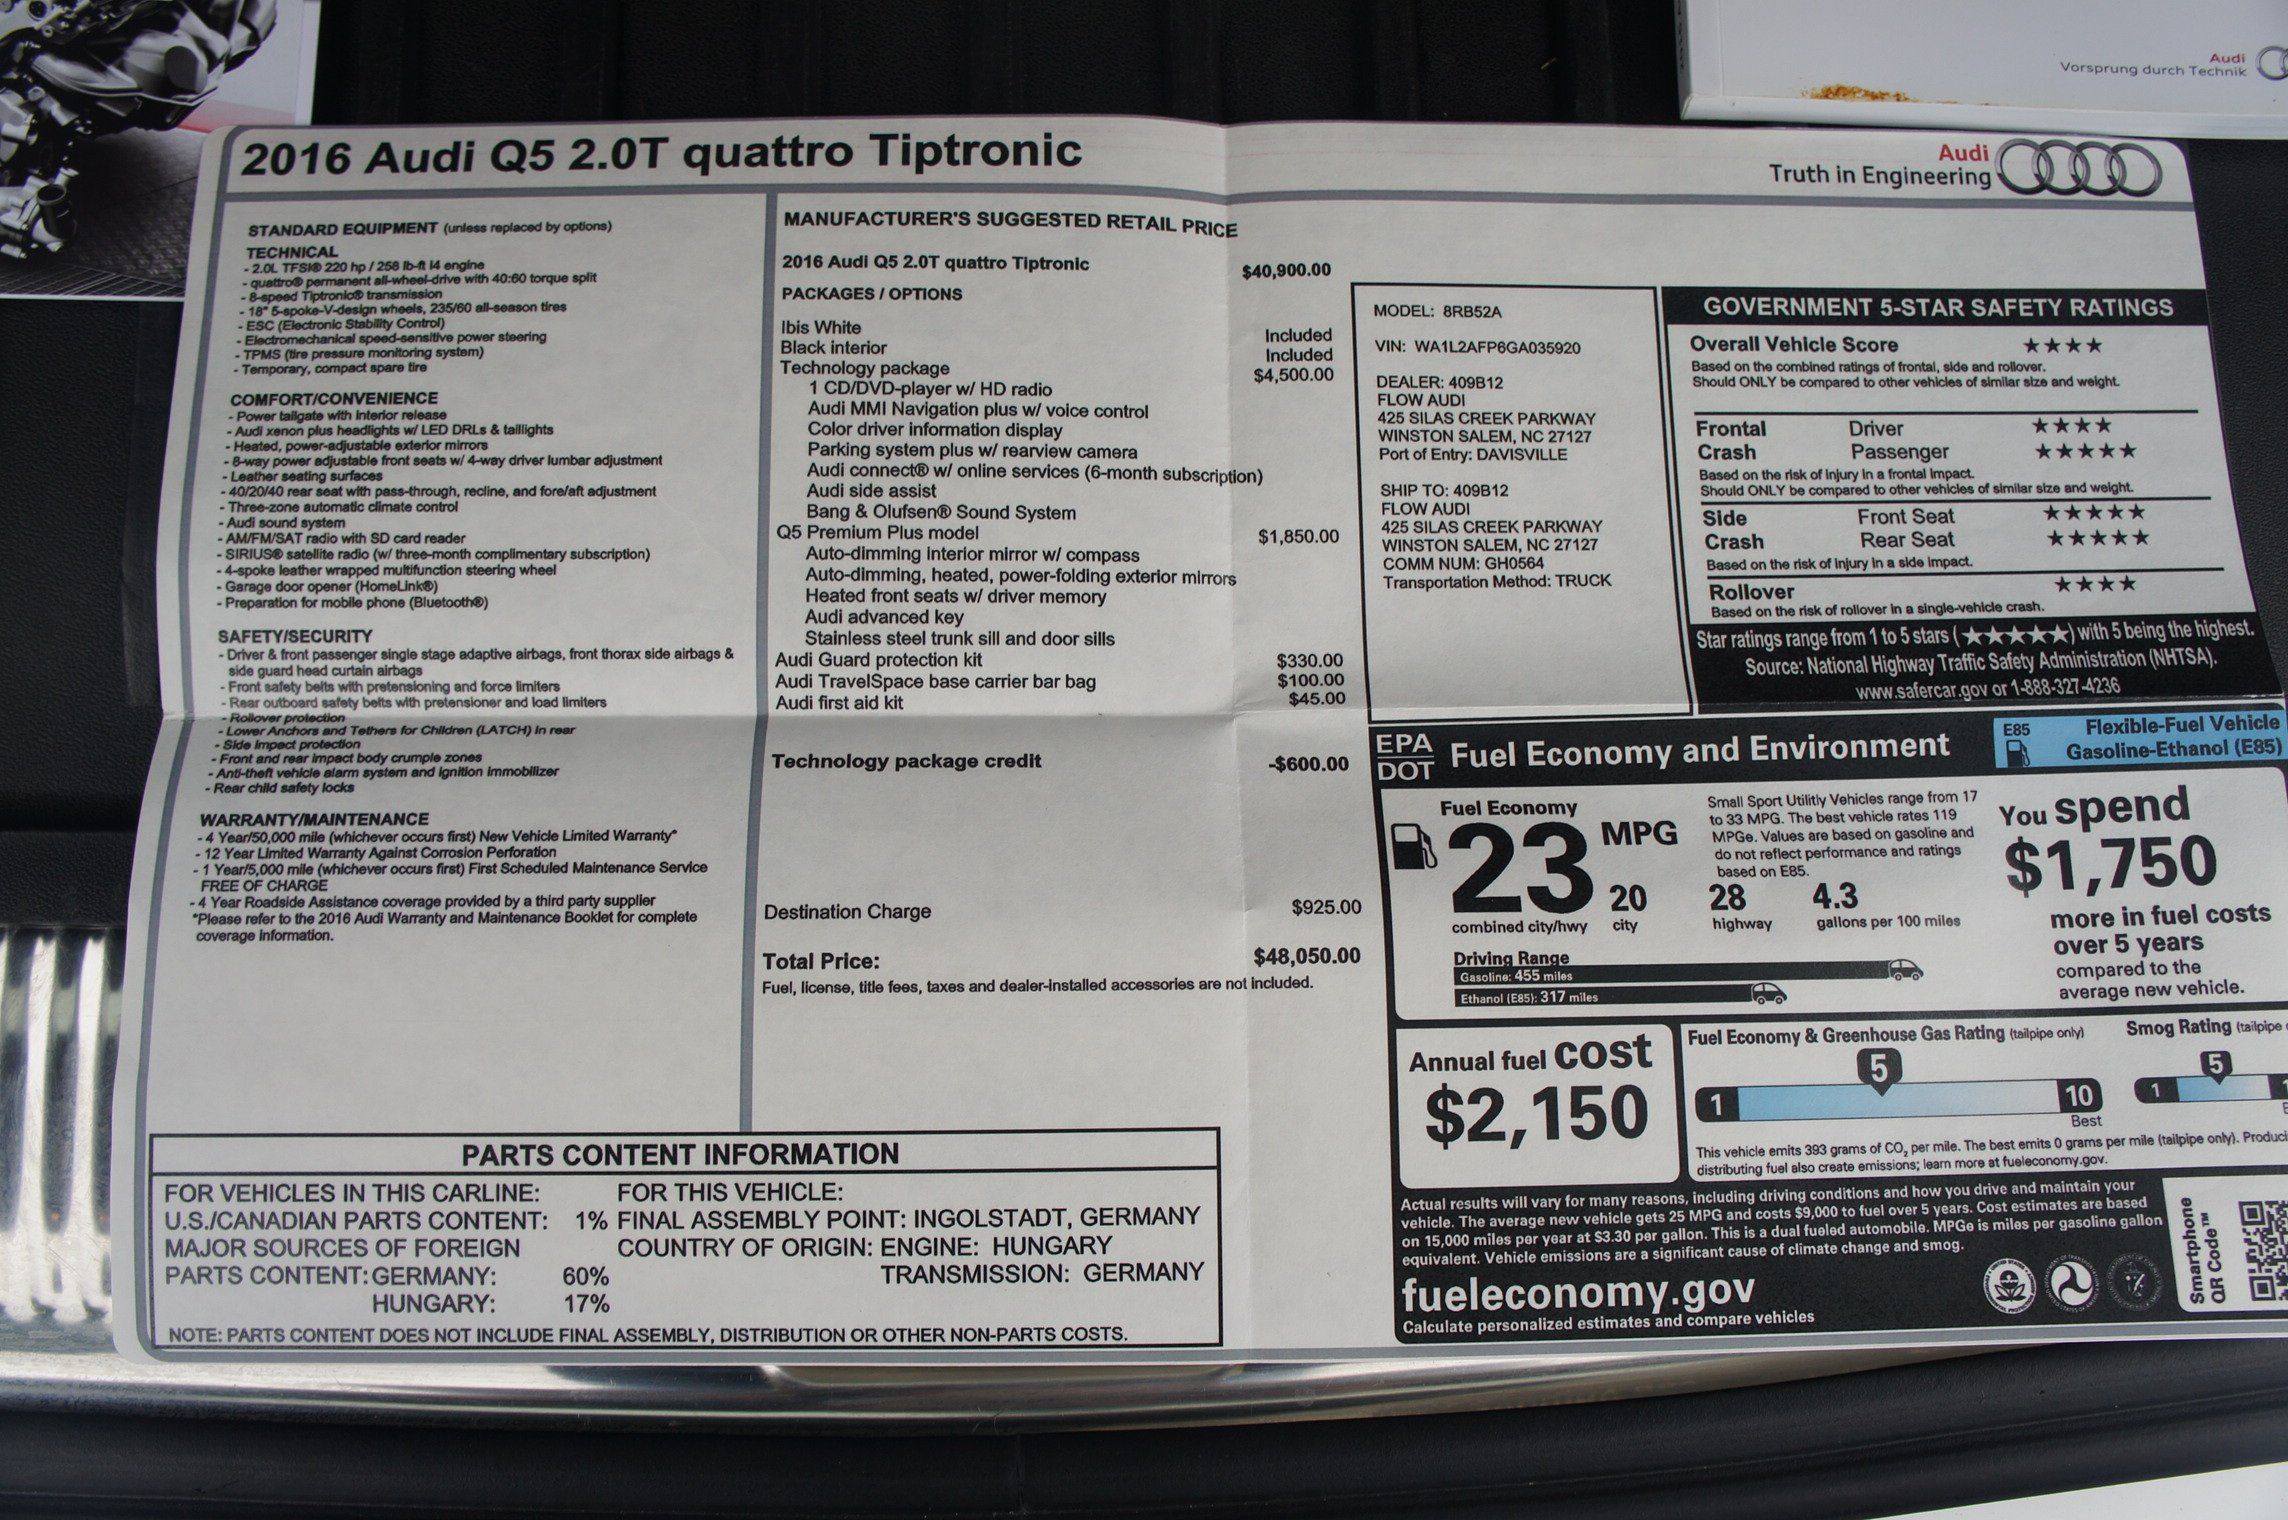 Audi
Vorsprung durch Technik
2016 Audi Q5 2.0T quattro Tiptronic
Audi
Truth in Engineering
STANDARD EQUIPMENT (unless replaced by options)
TECHNICAL
- 2.0L TFSI® 220 hp / 258 lb-ft I4 engine
- quattro® permanent all-wheel-drive with 40:60 torque split
- 8-speed Tiptronic® transmission
- 18" 5-spoke-V-design wheels, 235/60 all-season tires
- ESC (Electronic Stability Control)
- Electromechanical speed-sensitive power steering
- TPMS (tire pressure monitoring system)
- Temporary, compact spare tire
COMFORT/CONVENIENCE
- Power tailgate with interior release
- Audi xenon plus headlights w/ LED DRLs & taillights
- Heated, power-adjustable exterior mirrors
- 8-way power adjustable front seats w/ 4-way driver lumbar adjustment
- Leather seating surfaces
- 40/20/40 rear seat with pass-through, recline, and fore/aft adjustment
- Three-zone automatic climate control
- Audi sound system
- AM/FM/SAT radio with SD card reader
- SIRIUS® satellite radio (w/ three-month complimentary subscription)
- 4-spoke leather wrapped multifunction steering wheel
- Garage door opener (HomeLink®)
- Preparation for mobile phone (Bluetooth®)
SAFETY/SECURITY
- Driver & front passenger single stage adaptive airbags, front thorax side airbags &
side guard head curtain airbags
- Front safety belts with pretensioning and force limiters
- Rear outboard safety belts with pretensioner and load limiters
- Rollover protection
- Lower Anchors and Tethers for Children (LATCH) in rear
- Side impact protection
- Front and rear impact body crumple zones
- Anti-theft vehicle alarm system and ignition immobilizer
- Rear child safety locks
WARRANTY/MAINTENANCE
- 4 Year/50,000 mile (whichever occurs first) New Vehicle Limited Warranty*
- 12 Year Limited Warranty Against Corrosion Perforation
- 1 Year/5,000 mile (whichever occurs first) First Scheduled Maintenance Service
FREE OF CHARGE
- 4 Year Roadside Assistance coverage provided by a third party supplier
*Please refer to the 2016 Audi Warranty and Maintenance Booklet for complete
coverage information.
MANUFACTURER'S SUGGESTED RETAIL PRICE
2016 Audi Q5 2.0T quattro Tiptronic $40,900.00
PACKAGES / OPTIONS
Ibis White Included
Black interior Included
Technology package $4,500.00
1 CD/DVD-player w/ HD radio
Audi MMI Navigation plus w/ voice control
Color driver information display
Parking system plus w/ rearview camera
Audi connect® w/ online services (6-month subscription)
Audi side assist
Bang & Olufsen® Sound System
Q5 Premium Plus model $1,850.00
Auto-dimming interior mirror w/ compass
Auto-dimming, heated, power-folding exterior mirrors
Heated front seats w/ driver memory
Audi advanced key
Stainless steel trunk sill and door sills
Audi Guard protection kit $330.00
Audi TravelSpace base carrier bar bag $100.00
Audi first aid kit $45.00
Technology package credit -$600.00
Destination Charge $925.00
Total Price: $48,050.00
Fuel, license, title fees, taxes and dealer-installed accessories are not included.
MODEL: 8RB52A
VIN: WA1L2AFP6GA035920
DEALER: 409B12
FLOW AUDI
425 SILAS CREEK PARKWAY
WINSTON SALEM, NC 27127
Port of Entry: DAVISVILLE
SHIP TO: 409B12
FLOW AUDI
425 SILAS CREEK PARKWAY
WINSTON SALEM, NC 27127
COMM NUM: GH0564
Transportation Method: TRUCK
GOVERNMENT 5-STAR SAFETY RATINGS
Overall Vehicle Score ★★★★
Based on the combined ratings of frontal, side and rollover.
Should ONLY be compared to other vehicles of similar size and weight.
Frontal Driver ★★★★
Crash Passenger ★★★★★
Based on the risk of injury in a frontal impact.
Should ONLY be compared to other vehicles of similar size and weight.
Side Front Seat ★★★★★
Crash Rear Seat ★★★★★
Based on the risk of injury in a side impact.
Rollover ★★★★
Based on the risk of rollover in a single-vehicle crash.
Star ratings range from 1 to 5 stars (★★★★★) with 5 being the highest.
Source: National Highway Traffic Safety Administration (NHTSA).
www.safercar.gov or 1-888-327-4236
EPA
DOT
Fuel Economy and Environment
E85
Flexible-Fuel Vehicle
Gasoline-Ethanol (E85)
Fuel Economy
23 MPG
combined city/hwy
20
city
28
highway
4.3
gallons per 100 miles
Small Sport Utilitly Vehicles range from 17
to 33 MPG. The best vehicle rates 119
MPGe. Values are based on gasoline and
do not reflect performance and ratings
based on E85.
Driving Range
Gasoline: 455 miles
Ethanol (E85): 317 miles
You spend
$1,750
more in fuel costs
over 5 years
compared to the
average new vehicle.
Annual fuel cost
$2,150
Fuel Economy & Greenhouse Gas Rating (tailpipe only)
5
1
10
Best
Smog Rating (tailpipe
5
1
This vehicle emits 393 grams of CO2 per mile. The best emits 0 grams per mile (tailpipe only). Produci
distributing fuel also create emissions; learn more at fueleconomy.gov.
Actual results will vary for many reasons, including driving conditions and how you drive and maintain your
vehicle. The average new vehicle gets 25 MPG and costs $9,000 to fuel over 5 years. Cost estimates are based
on 15,000 miles per year at $3.30 per gallon. This is a dual fueled automobile. MPGe is miles per gasoline gallon
equivalent. Vehicle emissions are a significant cause of climate change and smog.
fueleconomy.gov
Calculate personalized estimates and compare vehicles
Smartphone
QR Code™
PARTS CONTENT INFORMATION
FOR VEHICLES IN THIS CARLINE:
U.S./CANADIAN PARTS CONTENT: 1%
MAJOR SOURCES OF FOREIGN
PARTS CONTENT: GERMANY: 60%
HUNGARY: 17%
FOR THIS VEHICLE:
FINAL ASSEMBLY POINT: INGOLSTADT, GERMANY
COUNTRY OF ORIGIN: ENGINE: HUNGARY
TRANSMISSION: GERMANY
NOTE: PARTS CONTENT DOES NOT INCLUDE FINAL ASSEMBLY, DISTRIBUTION OR OTHER NON-PARTS COSTS.